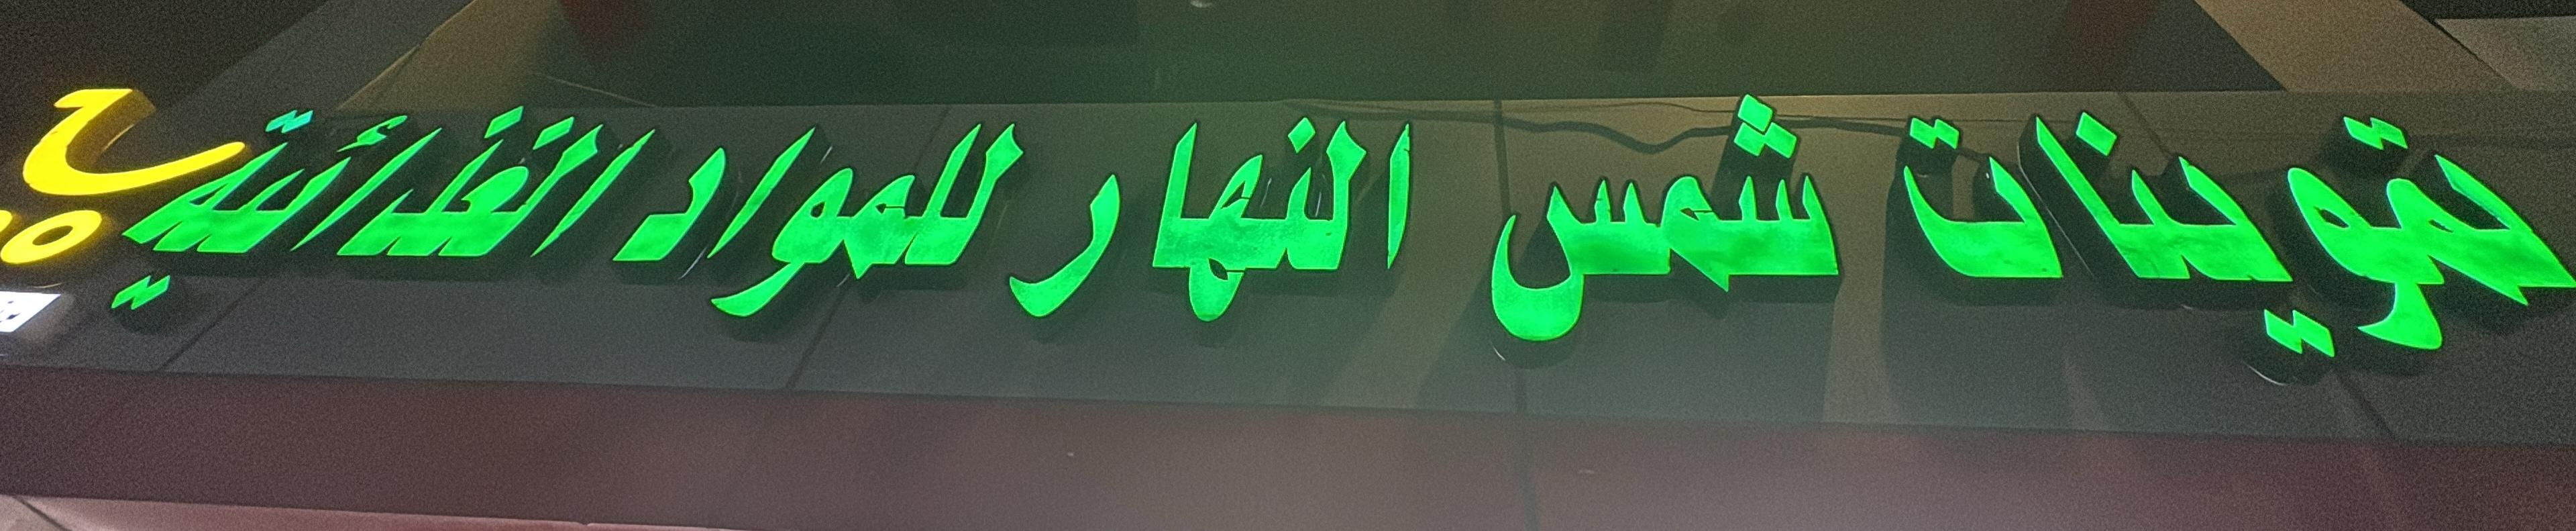 تموينات شمس النهار للمواد الغذائية